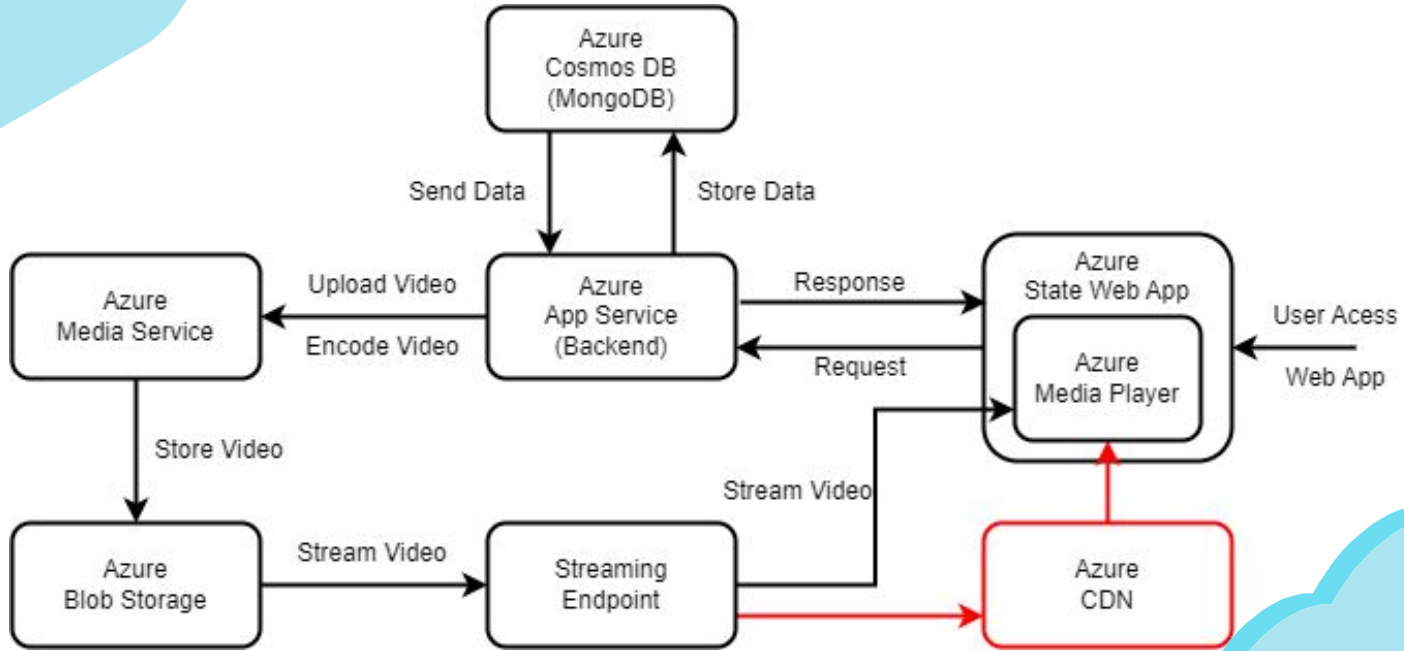 Azure
Cosmos DB
(MongoDB)
Send Data
Store Data
Azure
Media Service
Upload Video
Encode Video
Azure
App Service
(Backend)
Response
Request
Azure
State Web App
Azure
Media Player
User Acess
Web App
Store Video
Stream Video
Azure
Blob Storage
Stream Video
Streaming
Endpoint
Azure
CDN